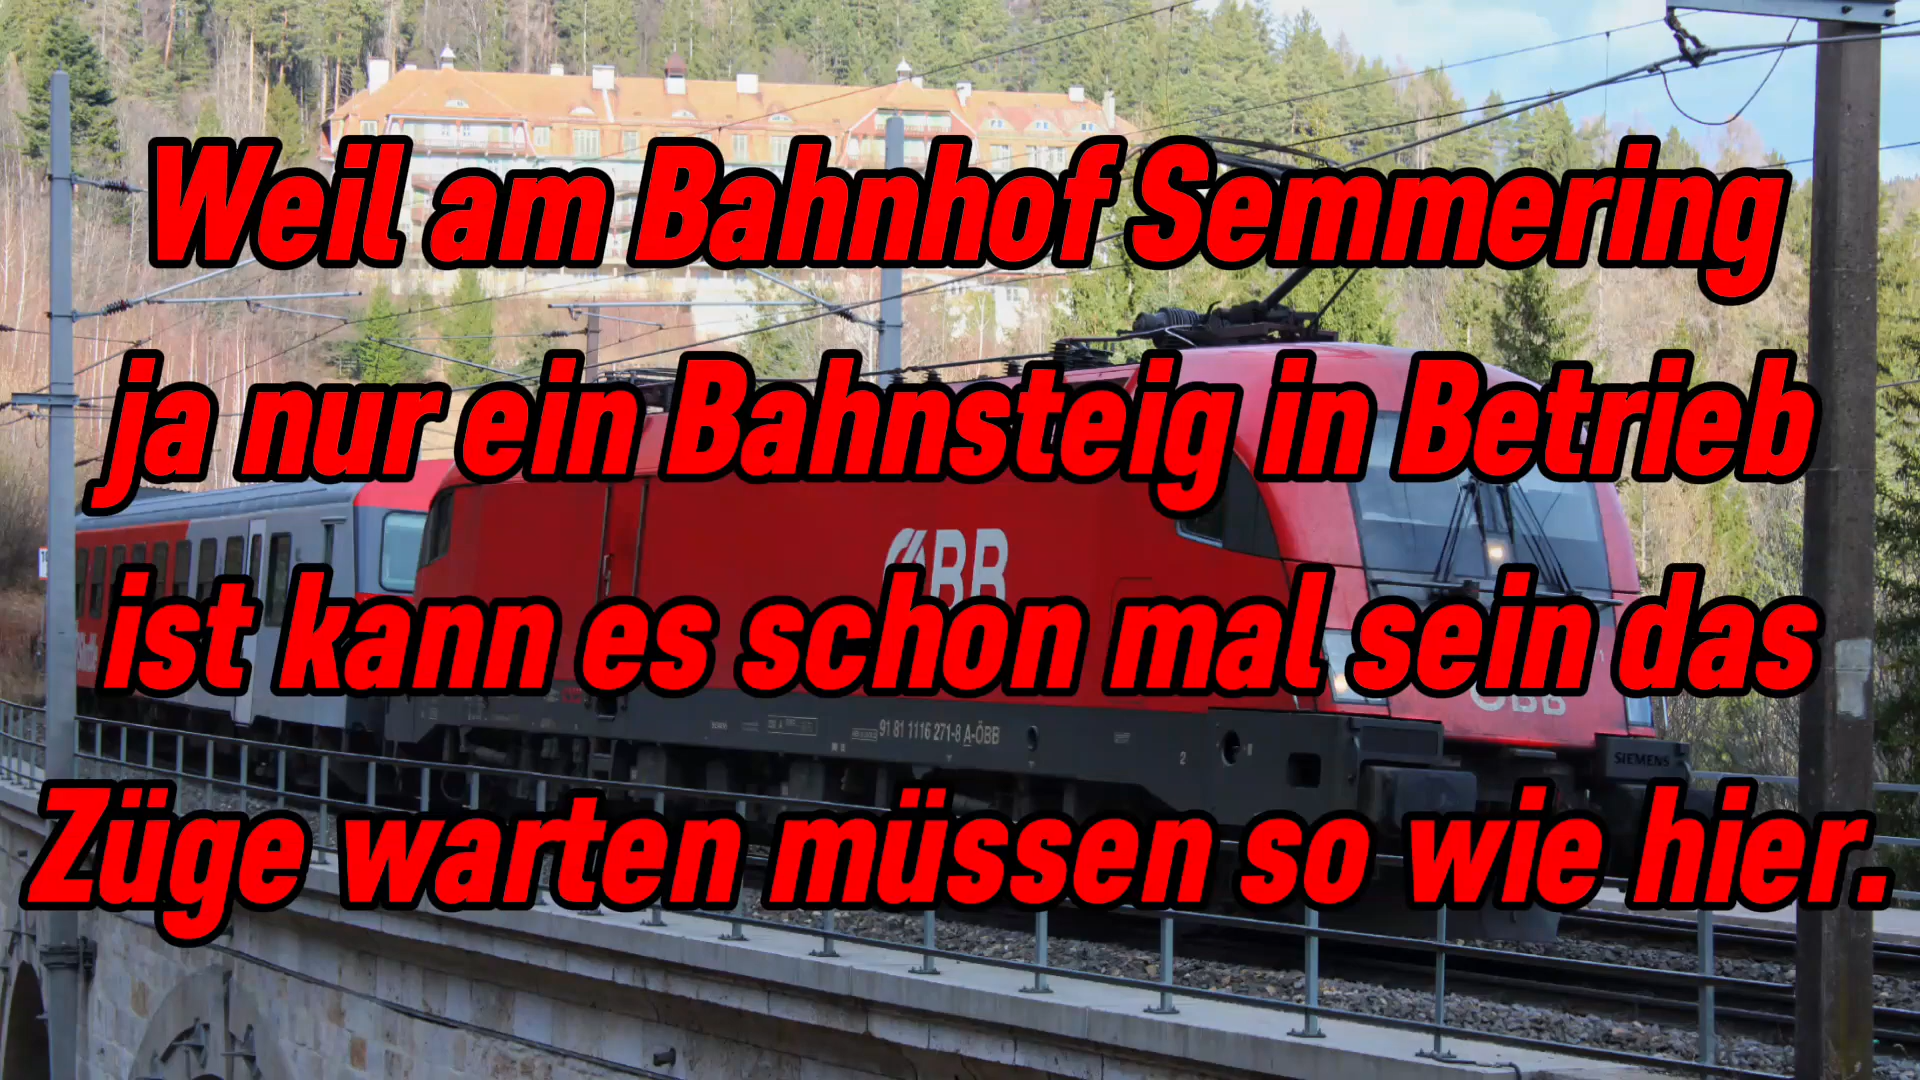 Weil am Bahnhof Semmering
ja nur ein Bahnsteig in Betrieb
ist kann es schon mal sein das
Züge warten müssen so wie hier.
ÖBB
ÖBB
91 81 1116 271-8 A-ÖBB
2
SIEMENS